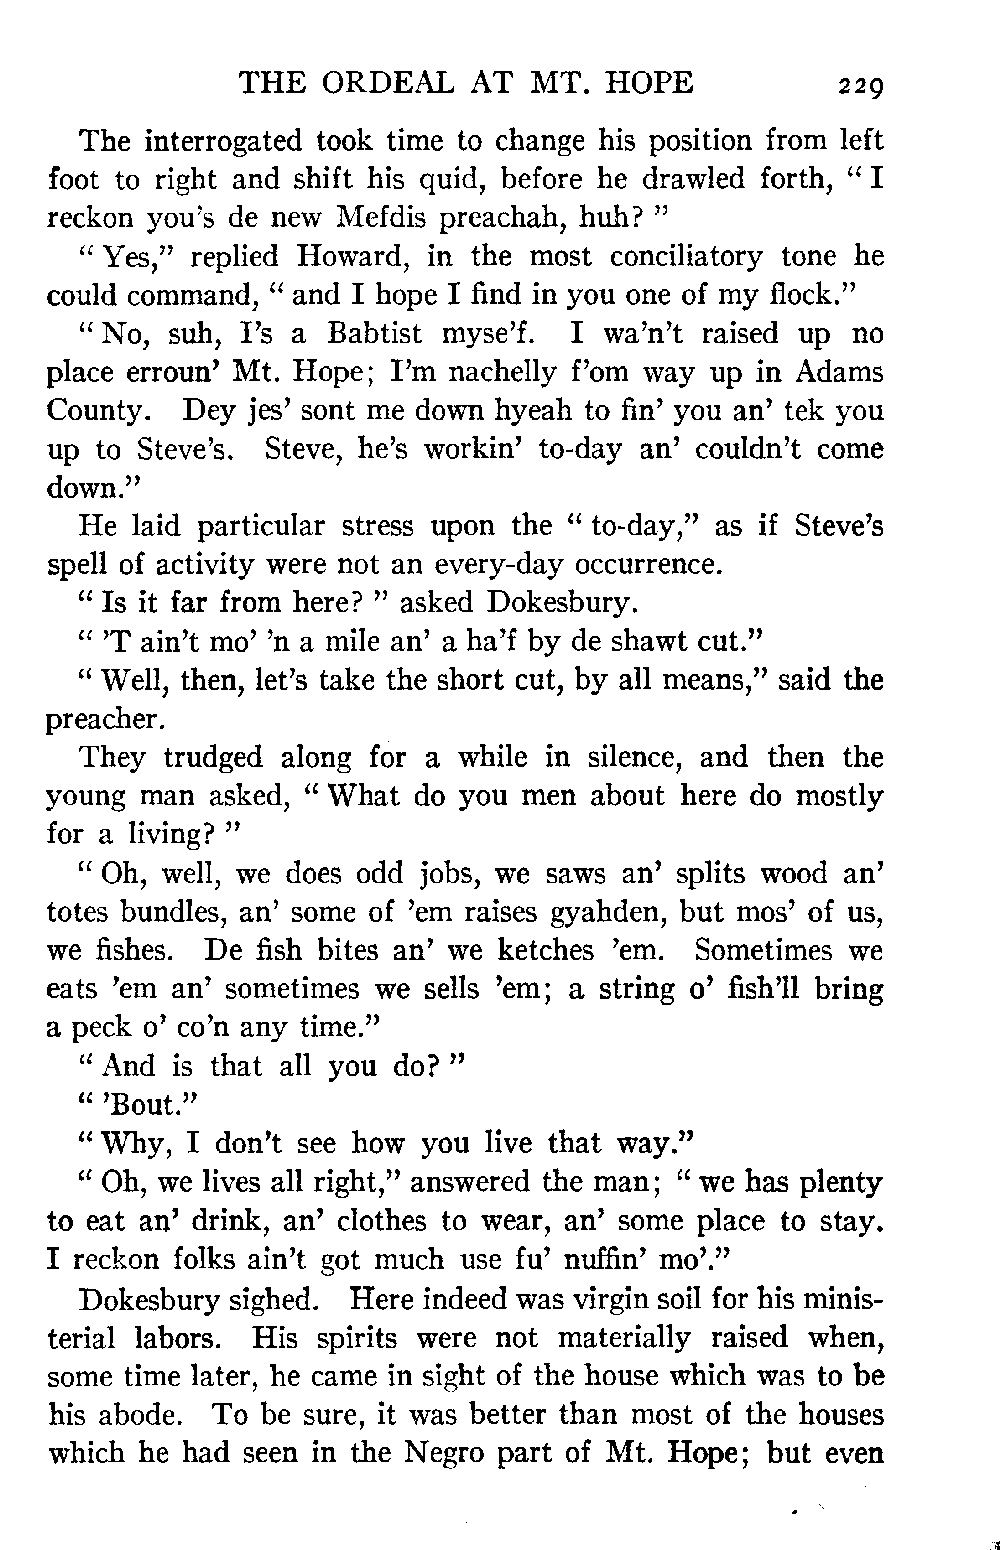 THE ORDEAL AT MT. HOPE 229
The interrogated took time to change his position from left
foot to right and shift his quid, before he drawled forth, " I
reckon you's de new Mefdis preachah, huh? "
" Yes," replied Howard, in the most conciliatory tone he
could command, " and I hope I find in you one of my flock."
" No, suh, I's a Babtist myse'f. I wa'n't raised up no
place erroun' Mt. Hope; I'm nachelly f'om way up in Adams
County. Dey jes' sont me down hyeah to fin' you an' tek you
up to Steve's. Steve, he's workin' to-day an' couldn't come
down."
He laid particular stress upon the " to-day," as if Steve's
spell of activity were not an every-day occurrence.
" Is it far from here? " asked Dokesbury.
" 'T ain't mo' 'n a mile an' a ha'f by de shawt cut."
" Well, then, let's take the short cut, by all means," said the
preacher.
They trudged along for a while in silence, and then the
young man asked, " What do you men about here do mostly
for a living? "
" Oh, well, we does odd jobs, we saws an' splits wood an'
totes bundles, an' some of 'em raises gyahden, but mos' of us,
we fishes. De fish bites an' we ketches 'em. Sometimes we
eats 'em an' sometimes we sells 'em; a string o' fish'll bring
a peck o' co'n any time."
" And is that all you do? "
" 'Bout."
" Why, I don't see how you live that way."
" Oh, we lives all right," answered the man; " we has plenty
to eat an' drink, an' clothes to wear, an' some place to stay.
I reckon folks ain't got much use fu' nuffin' mo'."
Dokesbury sighed. Here indeed was virgin soil for his minis-
terial labors. His spirits were not materially raised when,
some time later, he came in sight of the house which was to be
his abode. To be sure, it was better than most of the houses
which he had seen in the Negro part of Mt. Hope; but even